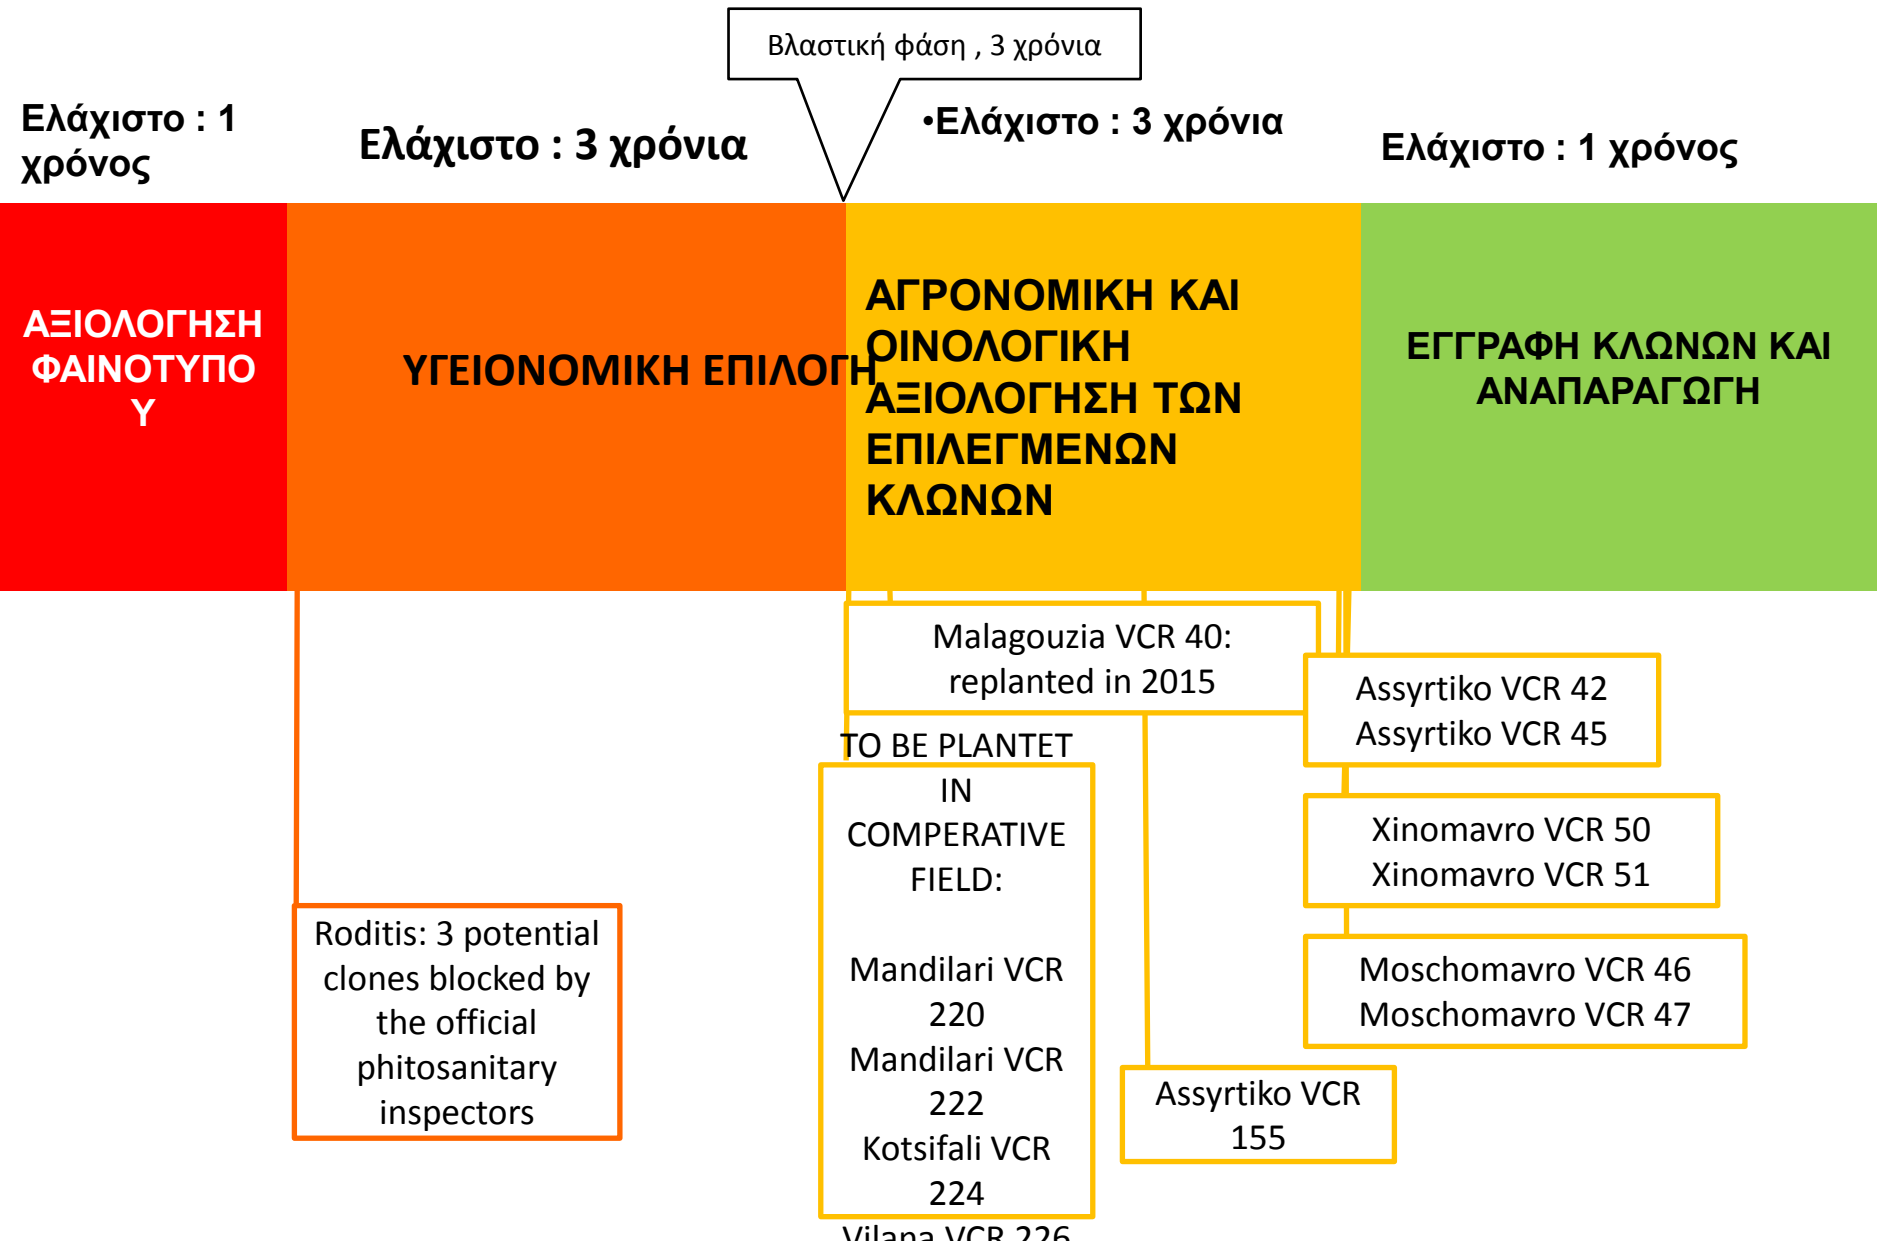 Βλαστική φάση , 3 χρόνια
Ελάχιστο : 1
χρόνος
Ελάχιστο : 3 χρόνια
•Ελάχιστο : 3 χρόνια
Ελάχιστο : 1 χρόνος
ΑΞΙΟΛΟΓΗΣΗ
ΦΑΙΝΟΤΥΠΟ
Υ
ΥΓΕΙΟΝΟΜΙΚΗ ΕΠΙΛΟΓΗ
ΑΓΡΟΝΟΜΙΚΗ ΚΑΙ
ΟΙΝΟΛΟΓΙΚΗ
ΑΞΙΟΛΟΓΗΣΗ ΤΩΝ
ΕΠΙΛΕΓΜΕΝΩΝ
ΚΛΩΝΩΝ
ΕΓΓΡΑΦΗ ΚΛΩΝΩΝ ΚΑΙ
ΑΝΑΠΑΡΑΓΩΓΗ
Malagouzia VCR 40:
replanted in 2015
Assyrtiko VCR 42
Assyrtiko VCR 45
TO BE PLANTET
IN
COMPERATIVE
FIELD:
Mandilari VCR
220
Mandilari VCR
222
Kotsifali VCR
224
Vilana VCR 226
Xinomavro VCR 50
Xinomavro VCR 51
Roditis: 3 potential
clones blocked by
the official
phitosanitary
inspectors
Moschomavro VCR 46
Moschomavro VCR 47
Assyrtiko VCR
155